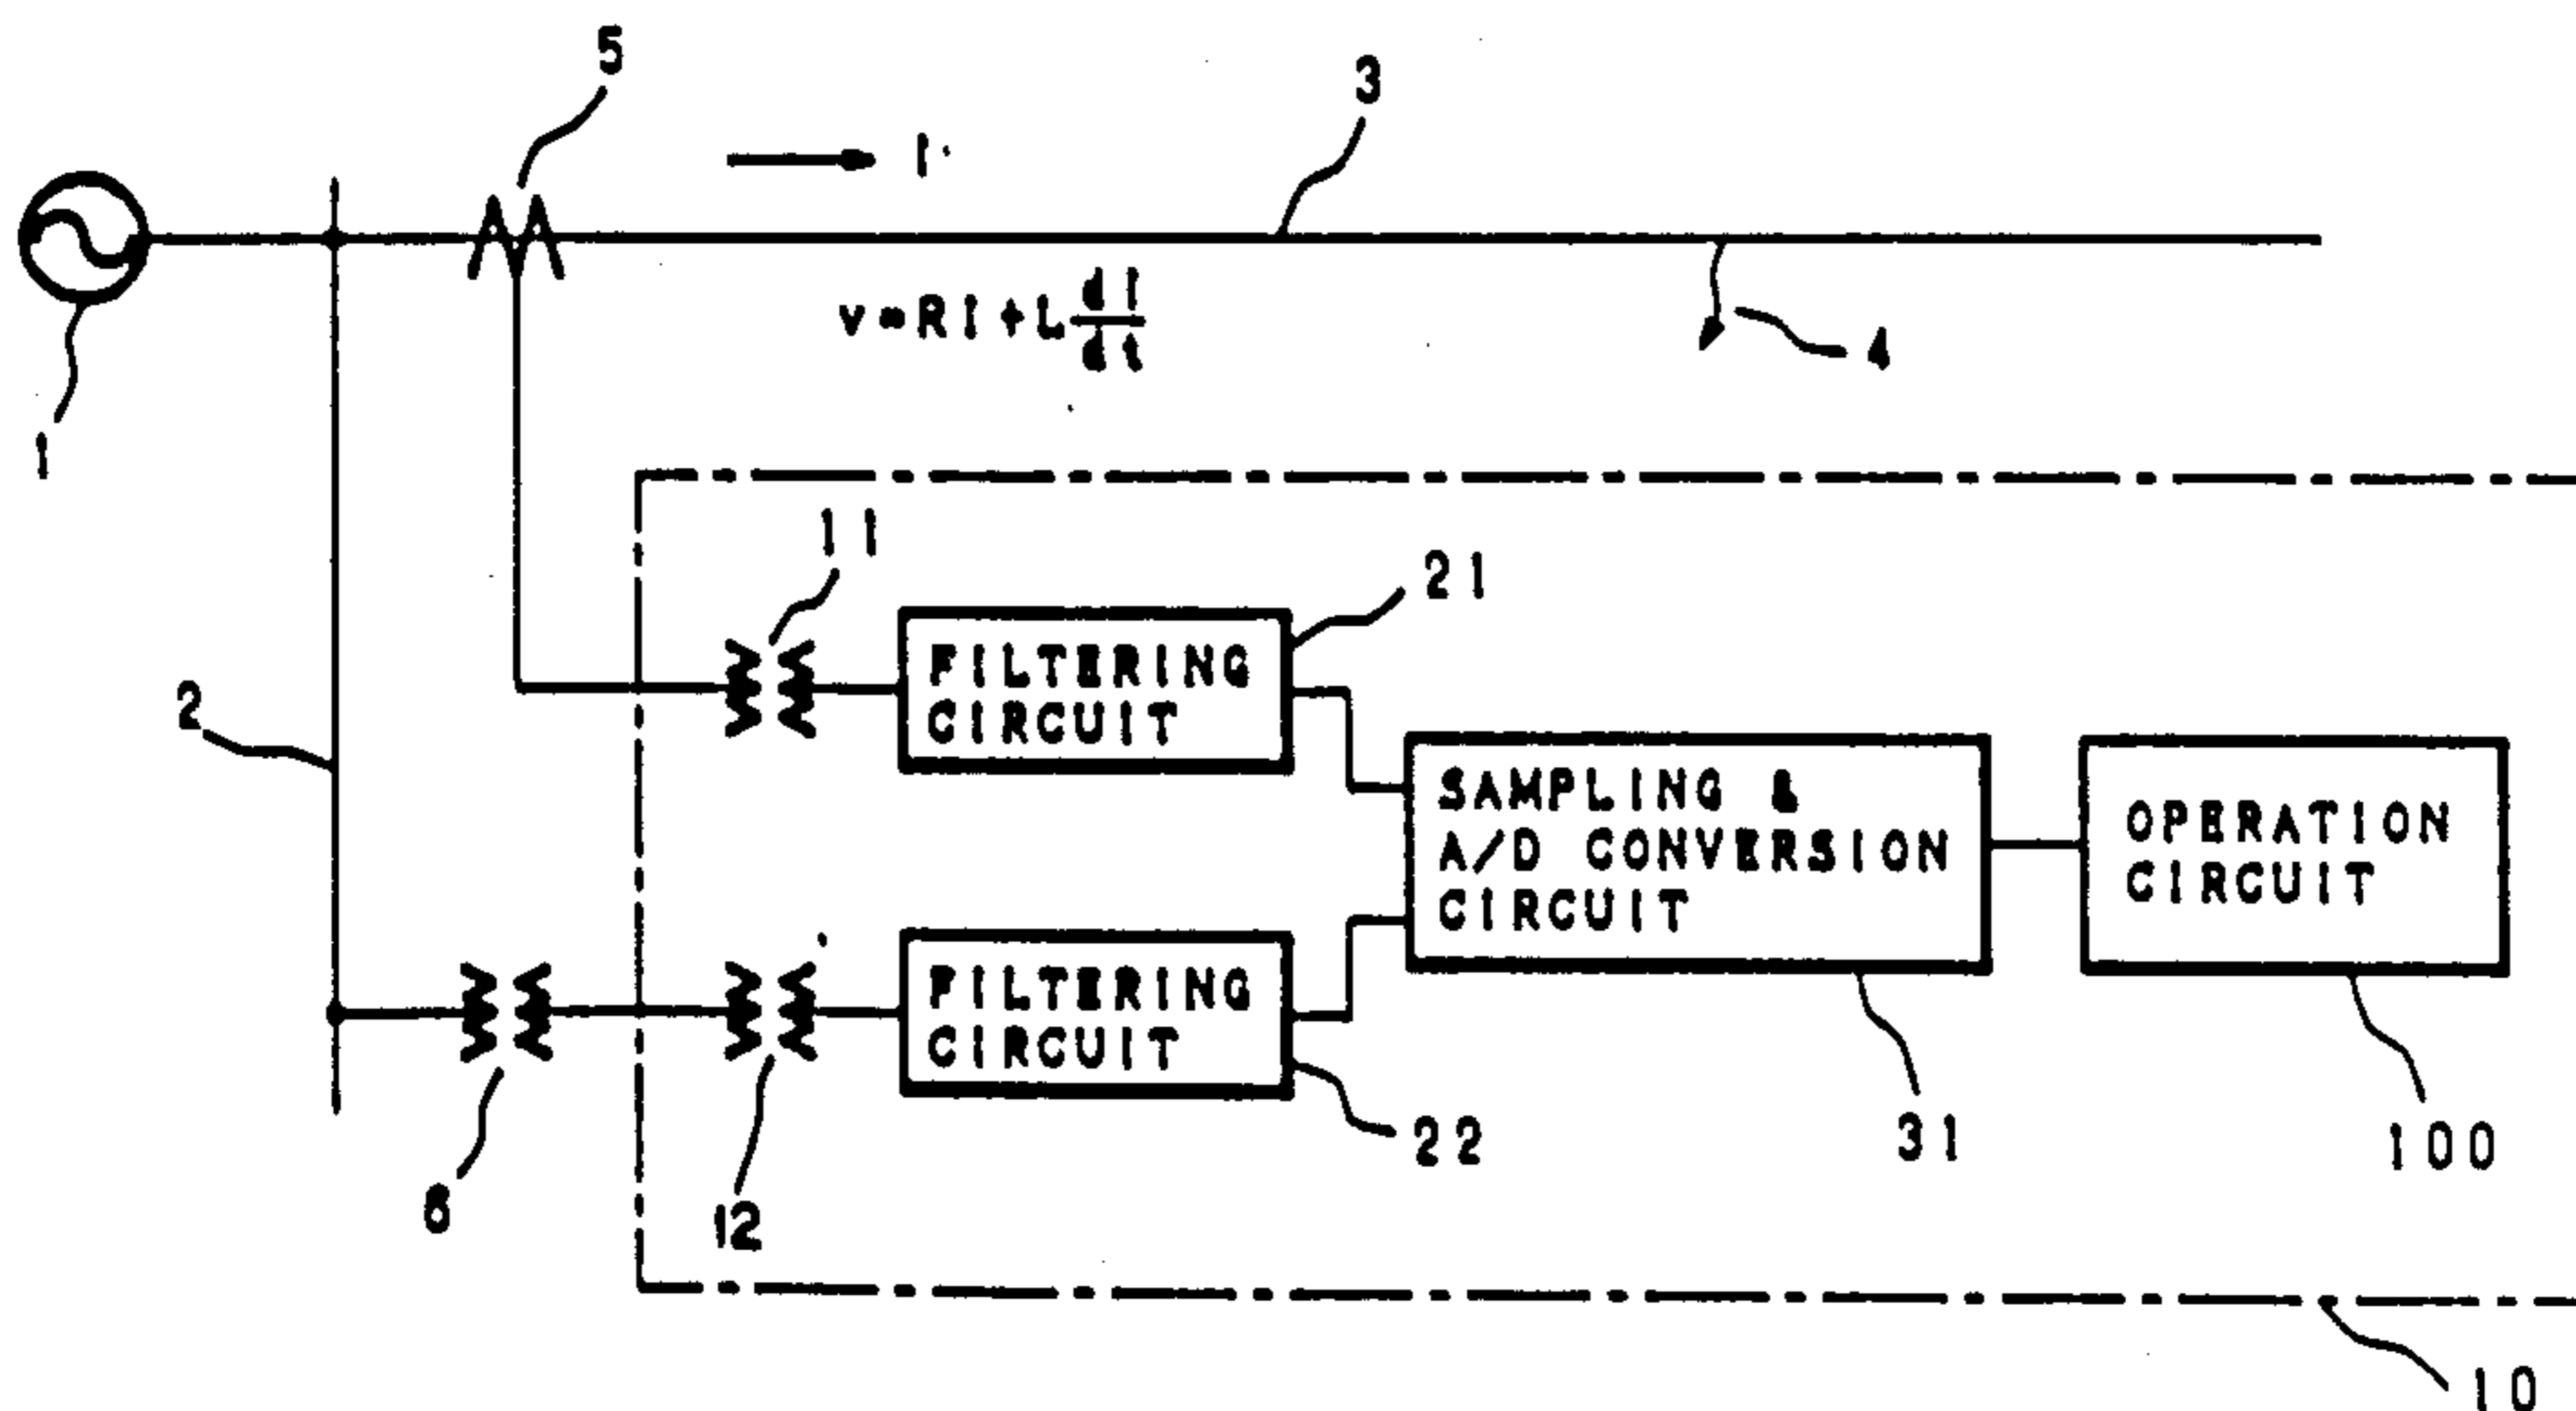 5
3
I
v=RI+L dI/dt
4
1
11
21
FILTERING
CIRCUIT
2
SAMPLING &
A/D CONVERSION
CIRCUIT
OPERATION
CIRCUIT
FILTERING
CIRCUIT
22
31
100
12
10